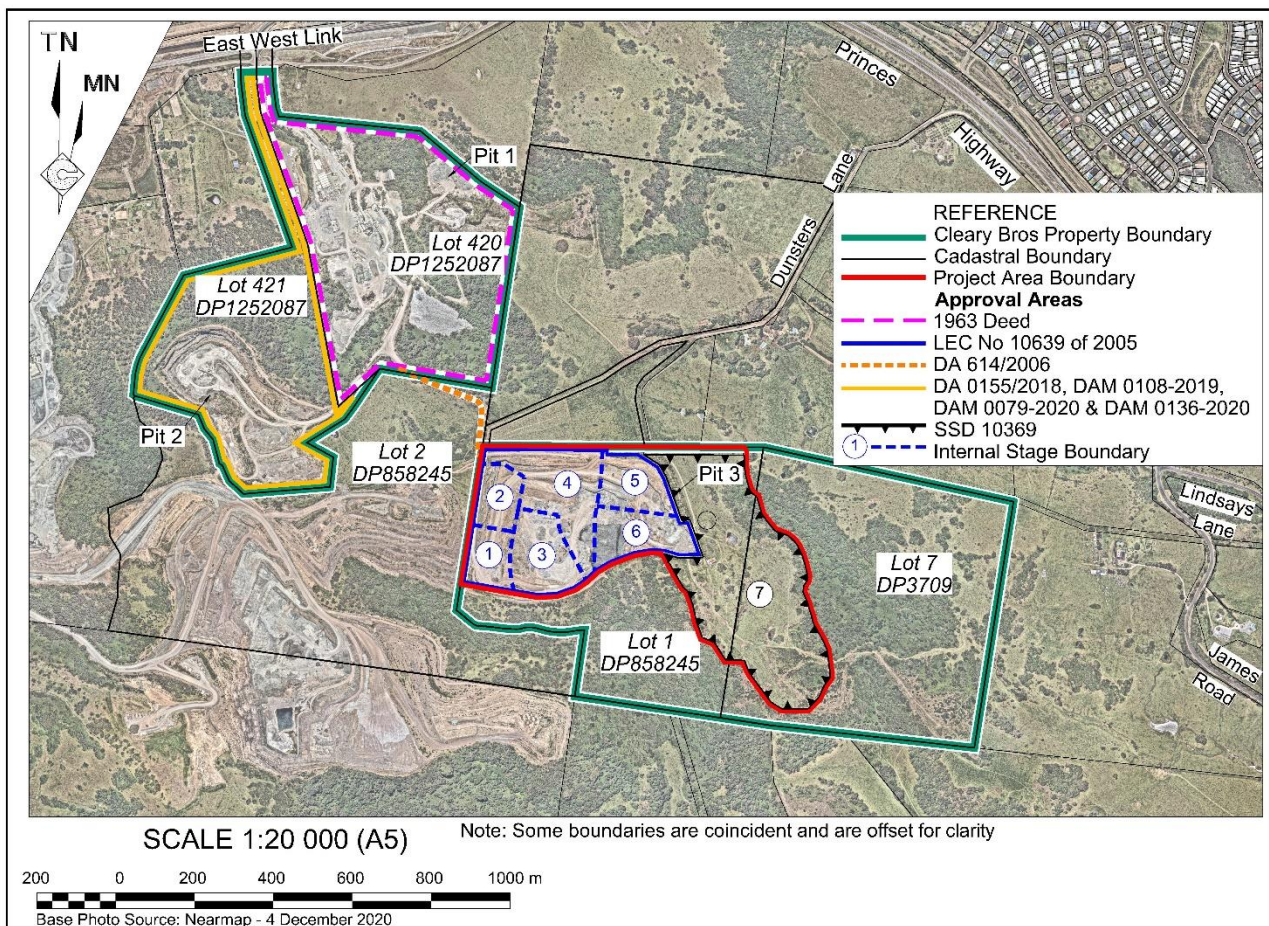 TN
MN
East West Link
Princes
Highway
Pit 1
Lane
Dunsters
Lot 420
DP1252087
Lot 421
DP1252087
Pit 2
Lot 2
DP858245
REFERENCE
Cleary Bros Property Boundary
Cadastral Boundary
Project Area Boundary
Approval Areas
1963 Deed
LEC No 10639 of 2005
DA 614/2006
DA 0155/2018, DAM 0108-2019,
DAM 0079-2020 & DAM 0136-2020
SSD 10369
1 Internal Stage Boundary
Pit 3
2
4
5
1
3
6
7
Lot 7
DP3709
Lot 1
DP858245
Lindsays
Lane
James
Road
SCALE 1:20 000 (A5)
Note: Some boundaries are coincident and are offset for clarity
200 0 200 400 600 800 1000 m
Base Photo Source: Nearmap - 4 December 2020